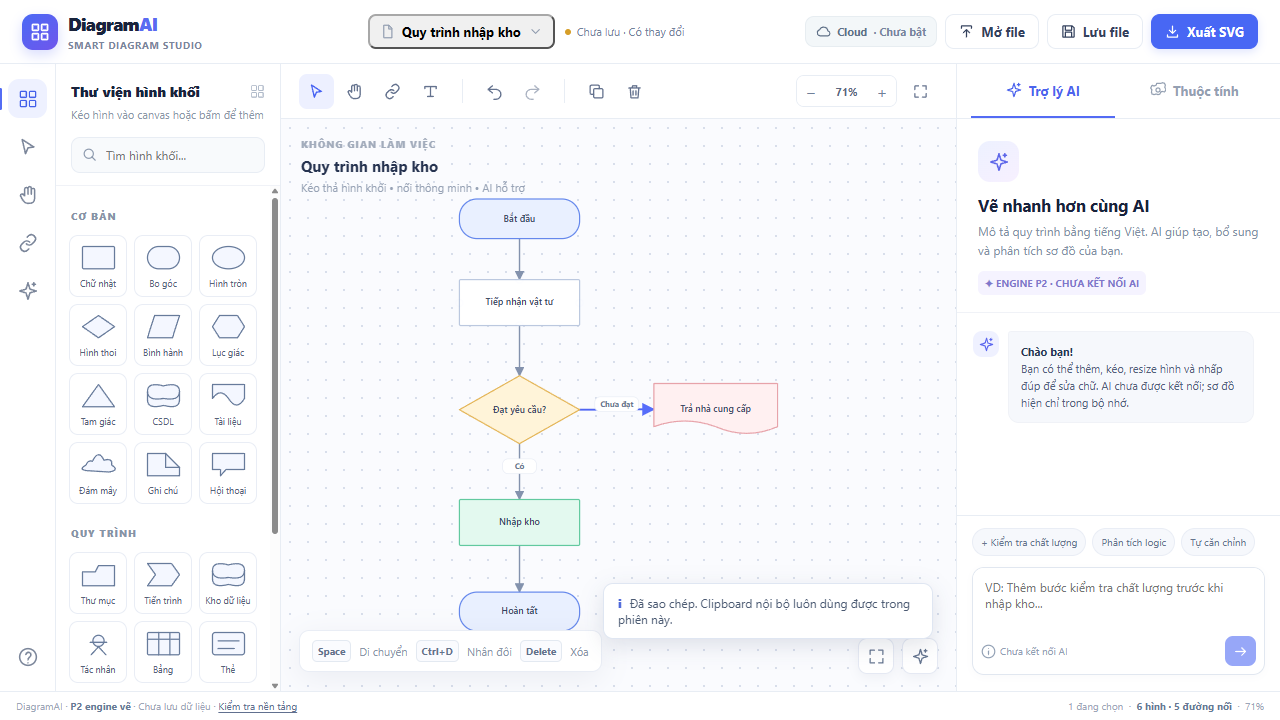 DiagramAI
SMART DIAGRAM STUDIO
Quy trình nhập kho
Chưa lưu · Có thay đổi
Cloud · Chưa bật
Mở file
Lưu file
Xuất SVG
Thư viện hình khối
Kéo hình vào canvas hoặc bấm để thêm
Tìm hình khối...
CƠ BẢN
Chữ nhật
Bo góc
Hình tròn
Hình thoi
Bình hành
Lục giác
Tam giác
CSDL
Tài liệu
Đám mây
Ghi chú
Hội thoại
QUY TRÌNH
Thư mục
Tiến trình
Kho dữ liệu
Tác nhân
Bảng
Thẻ
T
− 71% +
KHÔNG GIAN LÀM VIỆC
Quy trình nhập kho
Kéo thả hình khối • nối thông minh • AI hỗ trợ
Bắt đầu
Tiếp nhận vật tư
Đạt yêu cầu?
Chưa đạt
Trả nhà cung cấp
Có
Nhập kho
Hoàn tất
i Đã sao chép. Clipboard nội bộ luôn dùng được trong
phiên này.
Space Di chuyển Ctrl+D Nhân đôi Delete Xóa
Trợ lý AI
Thuộc tính
Vẽ nhanh hơn cùng AI
Mô tả quy trình bằng tiếng Việt. AI giúp tạo, bổ sung
và phân tích sơ đồ của bạn.
✦ ENGINE P2 · CHƯA KẾT NỐI AI
Chào bạn!
Bạn có thể thêm, kéo, resize hình và nhấp
đúp để sửa chữ. AI chưa được kết nối; sơ đồ
hiện chỉ trong bộ nhớ.
+ Kiểm tra chất lượng
Phân tích logic
Tự căn chỉnh
VD: Thêm bước kiểm tra chất lượng trước khi
nhập kho...
Chưa kết nối AI
DiagramAI · P2 engine vẽ · Chưa lưu dữ liệu · Kiểm tra nền tảng
1 đang chọn · 6 hình · 5 đường nối · 71%